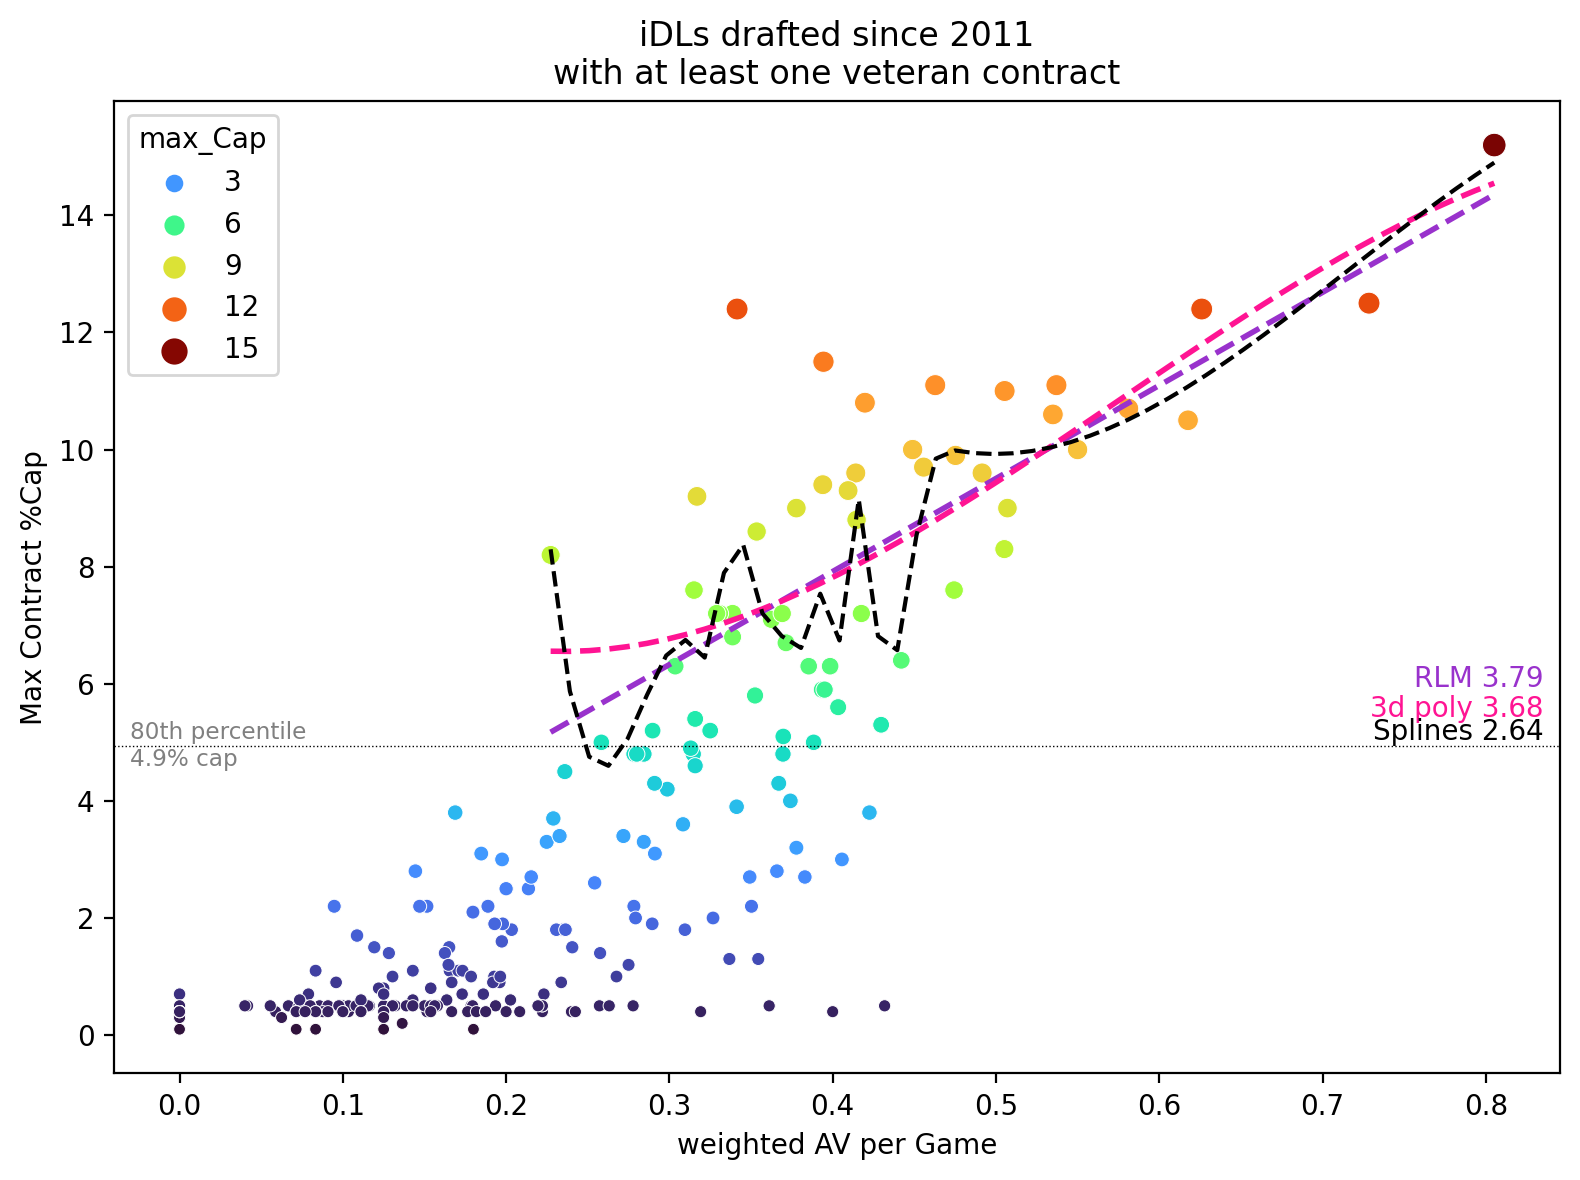 iDLs drafted since 2011
with at least one veteran contract
max_Cap
3
6
9
12
15
Max Contract %Cap
14
12
10
8
6
4
2
0
80th percentile
4.9% cap
RLM 3.79
3d poly 3.68
Splines 2.64
0.0 0.1 0.2 0.3 0.4 0.5 0.6 0.7 0.8
weighted AV per Game